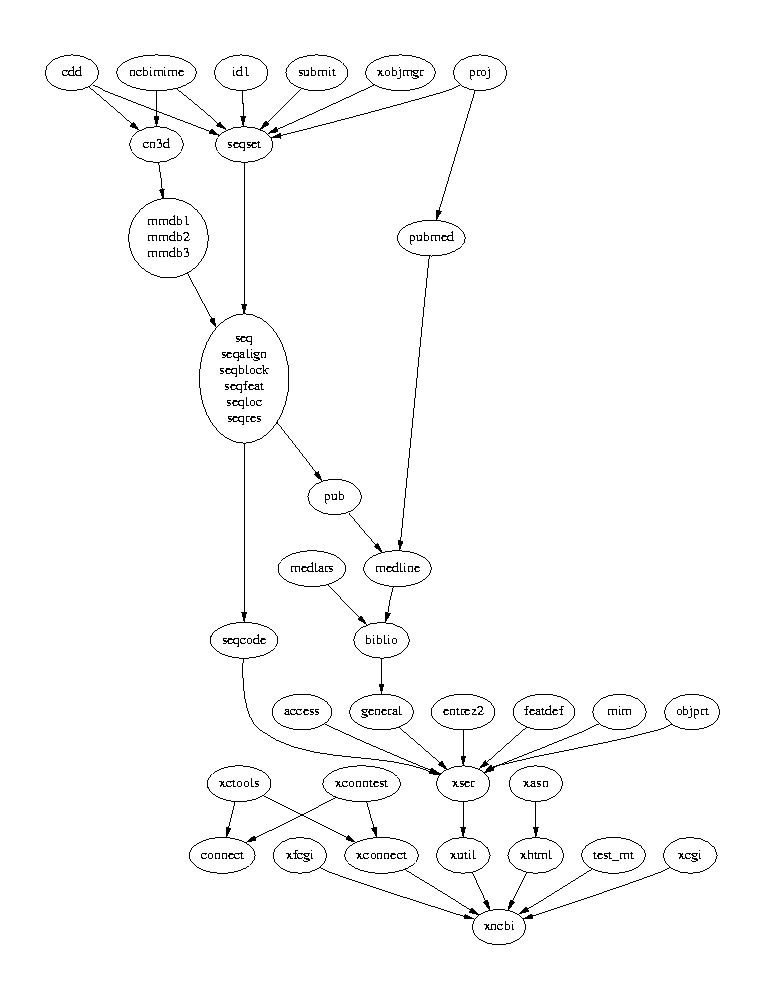 cdd
ncbimime
id1
submit
xobjmgr
proj
cn3d
seqset
mmdb1
mmdb2
mmdb3
pubmed
seq
seqalign
seqblock
seqfeat
seqloc
seqres
pub
medlars
medline
seqcode
biblio
access
general
entrez2
featdef
mim
objprt
xctools
xconntest
xser
xasn
connect
xfcgi
xconnect
xutil
xhtml
test_mt
xcgi
xncbi